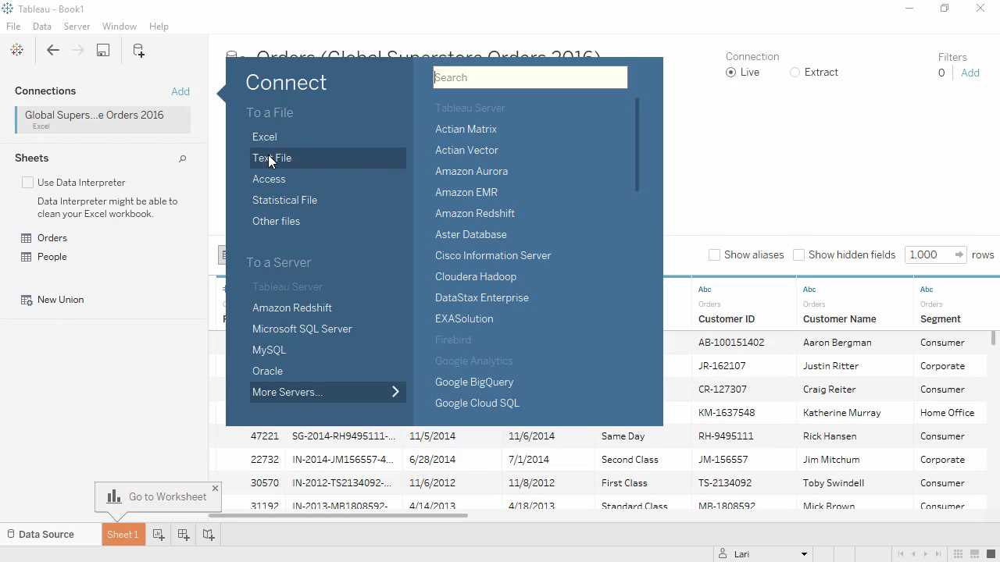 Tableau - Book1
File Data Server Window Help
Connections Add
Global Supers...e Orders 2016
Excel
Sheets
Use Data Interpreter
Data Interpreter might be able to
clean your Excel workbook.
Orders
People
New Union
Orders (Global Superstore Orders 2016)
Connection
Live Extract
Filters
0 Add
Connect
To a File
Excel
Text File
Access
Statistical File
Other files
To a Server
Tableau Server
Amazon Redshift
Microsoft SQL Server
MySQL
Oracle
More Servers...
Search
Tableau Server
Actian Matrix
Actian Vector
Amazon Aurora
Amazon EMR
Amazon Redshift
Aster Database
Cisco Information Server
Cloudera Hadoop
DataStax Enterprise
EXASolution
Firebird
Google Analytics
Google BigQuery
Google Cloud SQL
Show aliases Show hidden fields 1,000 rows
Abc Abc Abc
Orders Orders Orders
Customer ID Customer Name Segment
AB-100151402 Aaron Bergman Consumer
JR-162107 Justin Ritter Corporate
CR-127307 Craig Reiter Consumer
KM-1637548 Katherine Murray Home Office
47221 SG-2014-RH9495111-... 11/5/2014 11/6/2014 Same Day RH-9495111 Rick Hansen Consumer
22732 IN-2014-JM156557-4... 6/28/2014 7/1/2014 Second Class JM-156557 Jim Mitchum Corporate
30570 IN-2012-TS2134092-... 11/6/2012 11/8/2012 First Class TS-2134092 Toby Swindell Consumer
31192 IN-2013-MB1808592-... 4/14/2013 4/18/2013 Standard Class MB-1808592 Mick Brown Consumer
Go to Worksheet
Data Source Sheet 1
Lari